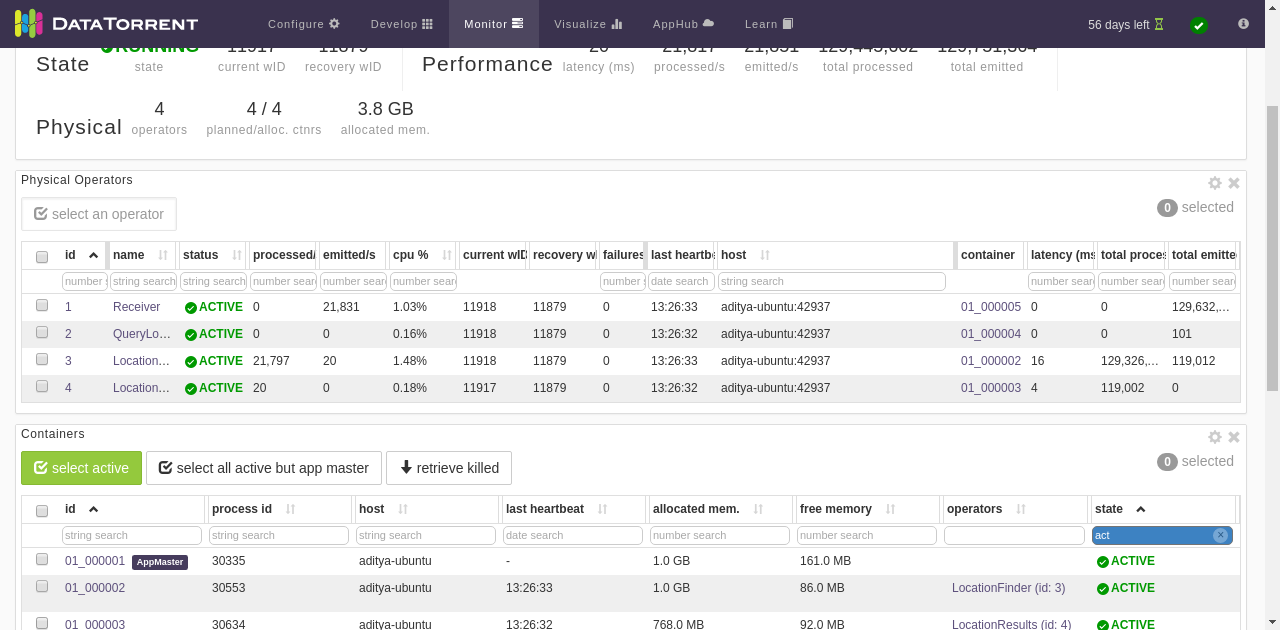 DATATORRENT Configure Develop Monitor Visualize AppHub Learn 56 days left
State RUNNING 11917 11879 Performance 20 21,817 21,831
state current wID recovery wID latency (ms) processed/s emitted/s total processed total emitted
Physical 4 4 / 4 3.8 GB
operators planned/alloc. ctnrs allocated mem.
Physical Operators
select an operator 0 selected
id name status processed/ emitted/s cpu % current wID recovery w failures last heartbe host container latency (ms total proces total emitte
number s string search string search number sear number sear number sear number s date search string search number sear number sear number sear
1 Receiver ACTIVE 0 21,831 1.03% 11918 11879 0 13:26:33 aditya-ubuntu:42937 01_000005 0 0 129,632,…
2 QueryLo… ACTIVE 0 0 0.16% 11918 11879 0 13:26:32 aditya-ubuntu:42937 01_000004 0 0 101
3 Location… ACTIVE 21,797 20 1.48% 11918 11879 0 13:26:33 aditya-ubuntu:42937 01_000002 16 129,326,… 119,012
4 Location… ACTIVE 20 0 0.18% 11917 11879 0 13:26:32 aditya-ubuntu:42937 01_000003 4 119,002 0
Containers
select active select all active but app master retrieve killed 0 selected
id process id host last heartbeat allocated mem. free memory operators state
string search string search string search date search number search number search act
01_000001 AppMaster 30335 aditya-ubuntu - 1.0 GB 161.0 MB ACTIVE
01_000002 30553 aditya-ubuntu 13:26:33 1.0 GB 86.0 MB LocationFinder (id: 3) ACTIVE
01_000003 30634 aditya-ubuntu 13:26:32 768.0 MB 92.0 MB LocationResults (id: 4) ACTIVE